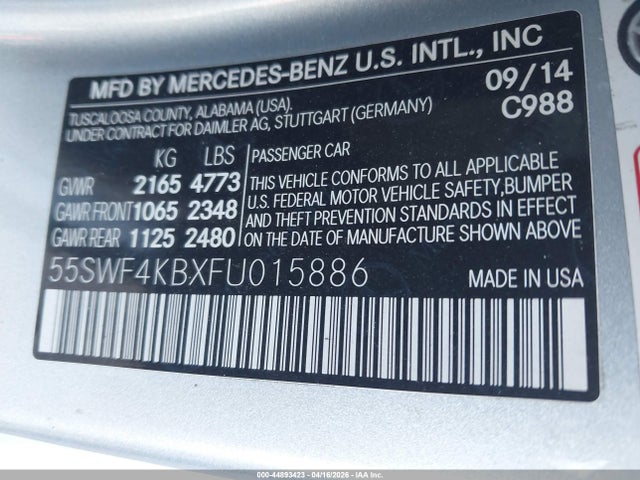 MFD BY MERCEDES-BENZ U.S. INTL., INC
TUSCALOOSA COUNTY, ALABAMA (USA).
UNDER CONTRACT FOR DAIMLER AG, STUTTGART (GERMANY)
09/14
C988
KG LBS
GVWR 2165 4773
GAWR FRONT 1065 2348
GAWR REAR 1125 2480
PASSENGER CAR
THIS VEHICLE CONFORMS TO ALL APPLICABLE
U.S. FEDERAL MOTOR VEHICLE SAFETY, BUMPER
AND THEFT PREVENTION STANDARDS IN EFFECT
ON THE DATE OF MANUFACTURE SHOWN ABOVE.
55SWF4KBXFU015886
MADE IN USA
000-44893423 - 04/16/2026 - IAAI.COM